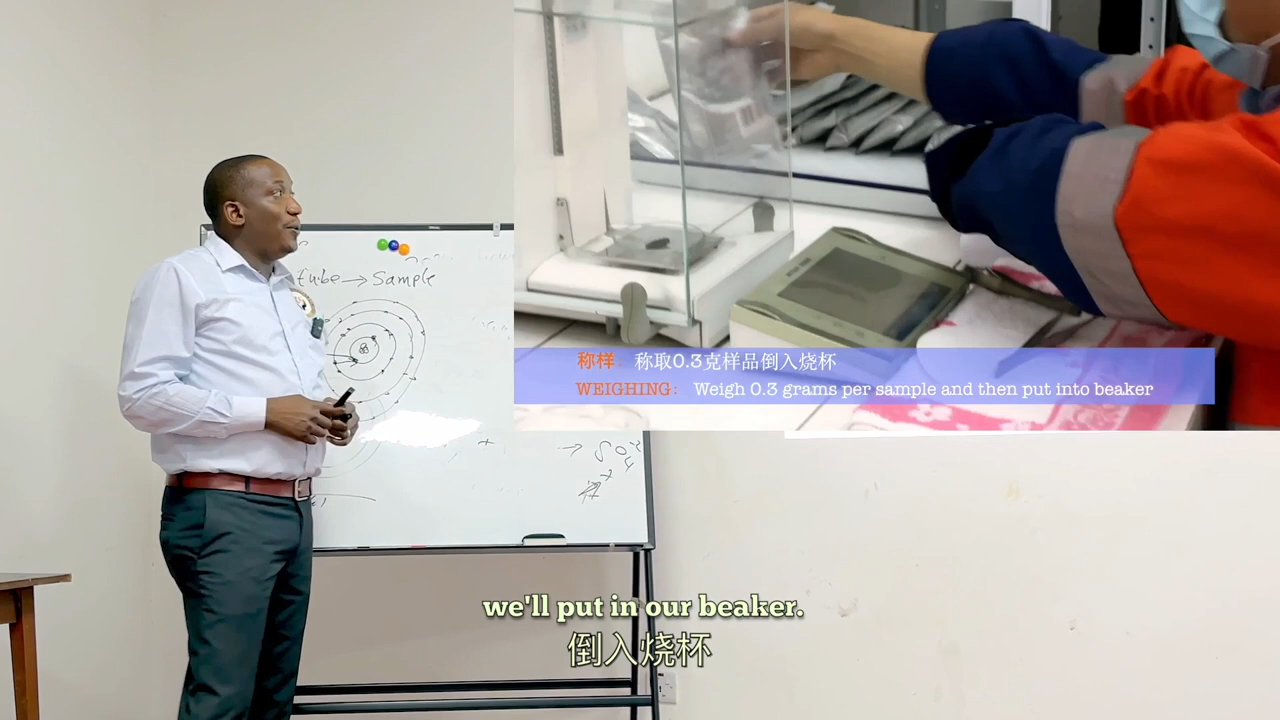 tube → Sample
称样：称取0.3克样品倒入烧杯
WEIGHING: Weigh 0.3 grams per sample and then put into beaker
we'll put in our beaker.
倒入烧杯